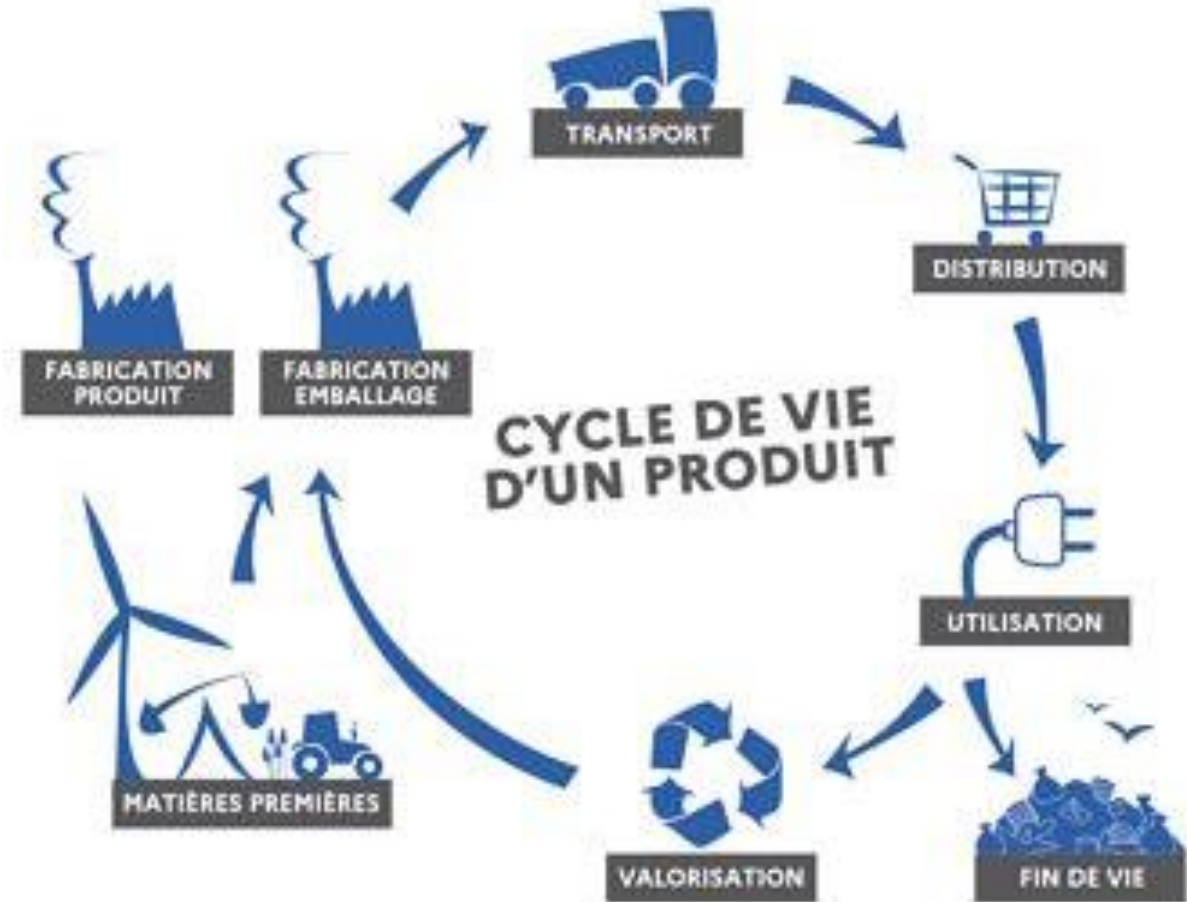 TRANSPORT
DISTRIBUTION
FABRICATION
PRODUIT
FABRICATION
EMBALLAGE
CYCLE DE VIE
D'UN PRODUIT
UTILISATION
MATIÈRES PREMIÈRES
VALORISATION
FIN DE VIE